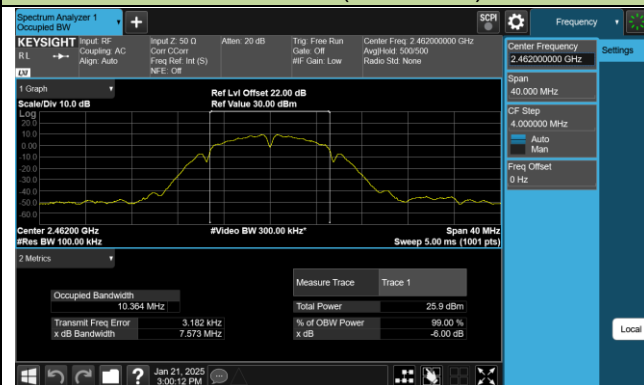 Spectrum Analyzer 1
Occupied BW
SCPI
Frequency
KEYSIGHT
RL
LXI
Input: RF
Coupling: AC
Align: Auto
Input Z: 50 Ω
Corr CCorr
Freq Ref: Int (S)
NFE: Off
Atten: 20 dB
Trig: Free Run
Gate: Off
#IF Gain: Low
Center Freq: 2.462000000 GHz
Avg|Hold: 500/500
Radio Std: None
Center Frequency
2.462000000 GHz
Settings
Span
40.000 MHz
CF Step
4.000000 MHz
Auto
Man
Freq Offset
0 Hz
Local
1 Graph
Scale/Div 10.0 dB
Ref Lvl Offset 22.00 dB
Ref Value 30.00 dBm
Log
20.0
10.0
0.00
-10.0
-20.0
-30.0
-40.0
-50.0
-60.0
Center 2.46200 GHz
#Res BW 100.00 kHz
#Video BW 300.00 kHz*
Span 40 MHz
Sweep 5.00 ms (1001 pts)
2 Metrics
Measure Trace
Trace 1
Occupied Bandwidth
10.364 MHz
Total Power
25.9 dBm
Transmit Freq Error
3.182 kHz
% of OBW Power
99.00 %
x dB Bandwidth
7.573 MHz
x dB
-6.00 dB
?
Jan 21, 2025
3:00:12 PM